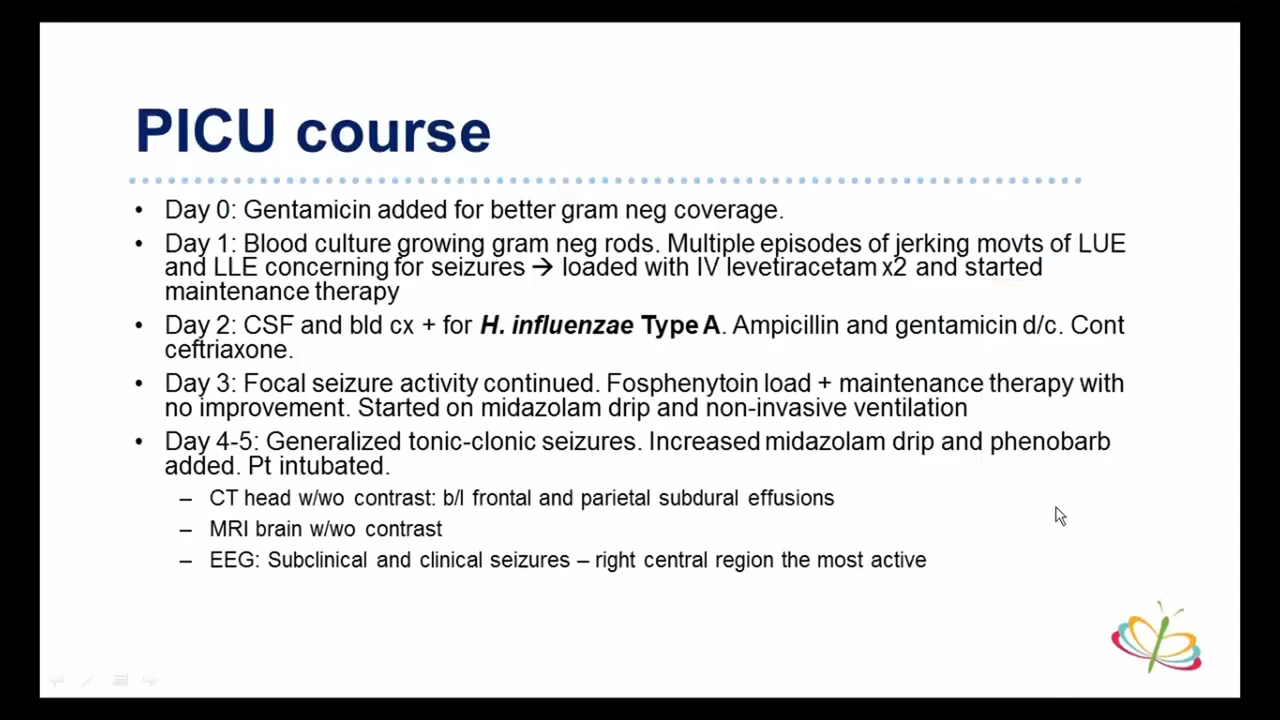 PICU course
• Day 0: Gentamicin added for better gram neg coverage.
• Day 1: Blood culture growing gram neg rods. Multiple episodes of jerking movts of LUE
and LLE concerning for seizures → loaded with IV levetiracetam x2 and started
maintenance therapy
• Day 2: CSF and bld cx + for H. influenzae Type A. Ampicillin and gentamicin d/c. Cont
ceftriaxone.
• Day 3: Focal seizure activity continued. Fosphenytoin load + maintenance therapy with
no improvement. Started on midazolam drip and non-invasive ventilation
• Day 4-5: Generalized tonic-clonic seizures. Increased midazolam drip and phenobarb
added. Pt intubated.
– CT head w/wo contrast: b/l frontal and parietal subdural effusions
– MRI brain w/wo contrast
– EEG: Subclinical and clinical seizures – right central region the most active